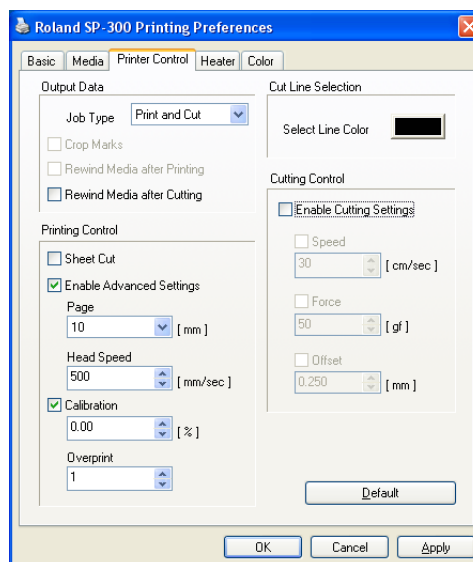 Roland SP-300 Printing Preferences
Basic Media Printer Control Heater Color
Output Data
Job Type Print and Cut
Crop Marks
Rewind Media after Printing
Rewind Media after Cutting
Printing Control
Sheet Cut
Enable Advanced Settings
Page
10 [ mm ]
Head Speed
500 [ mm/sec ]
Calibration
0.00 [ % ]
Overprint
1
Cut Line Selection
Select Line Color
Cutting Control
Enable Cutting Settings
Speed
30 [ cm/sec ]
Force
50 [ gf ]
Offset
0.250 [ mm ]
Default
OK Cancel Apply